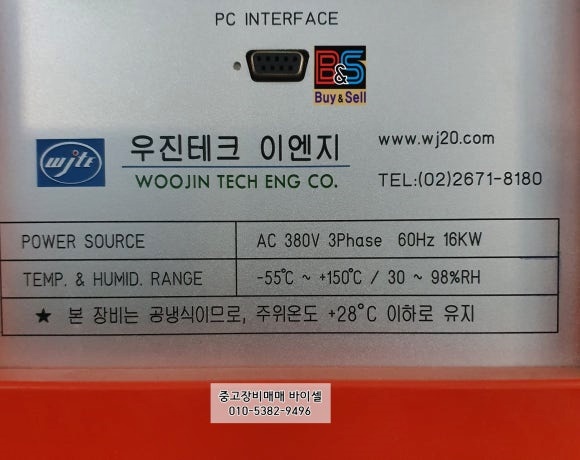 PC INTERFACE
B&S
Buy & Sell
wjte
우진테크 이엔지
WOOJIN TECH ENG CO.
www.wj20.com
TEL:(02)2671-8180
POWER SOURCE AC 380V 3Phase 60Hz 16KW
TEMP. & HUMID. RANGE -55℃ ~ +150℃ / 30 ~ 98%RH
★ 본 장비는 공냉식이므로, 주위온도 +28°C 이하로 유지
중고장비매매 바이셀
010-5382-9496